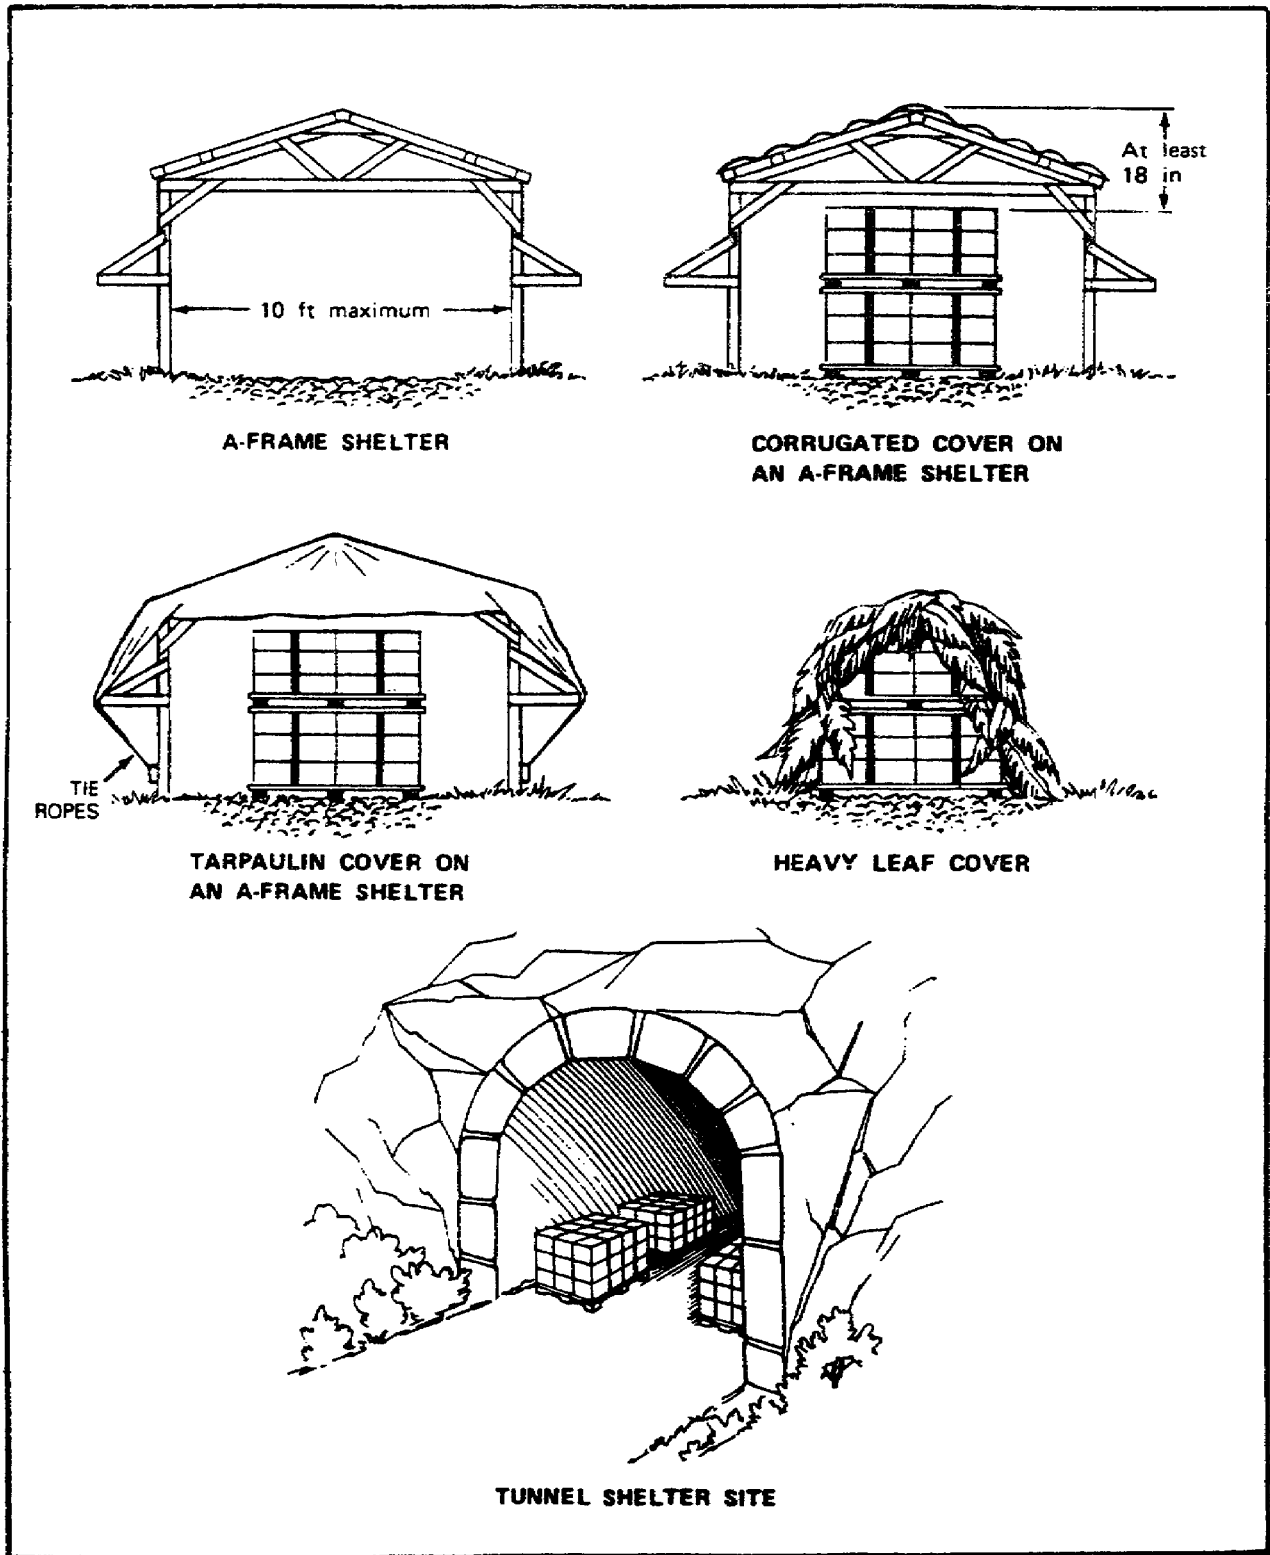 At least
18 in
10 ft maximum
A-FRAME SHELTER
CORRUGATED COVER ON
AN A-FRAME SHELTER
TIE
ROPES
TARPAULIN COVER ON
AN A-FRAME SHELTER
HEAVY LEAF COVER
TUNNEL SHELTER SITE